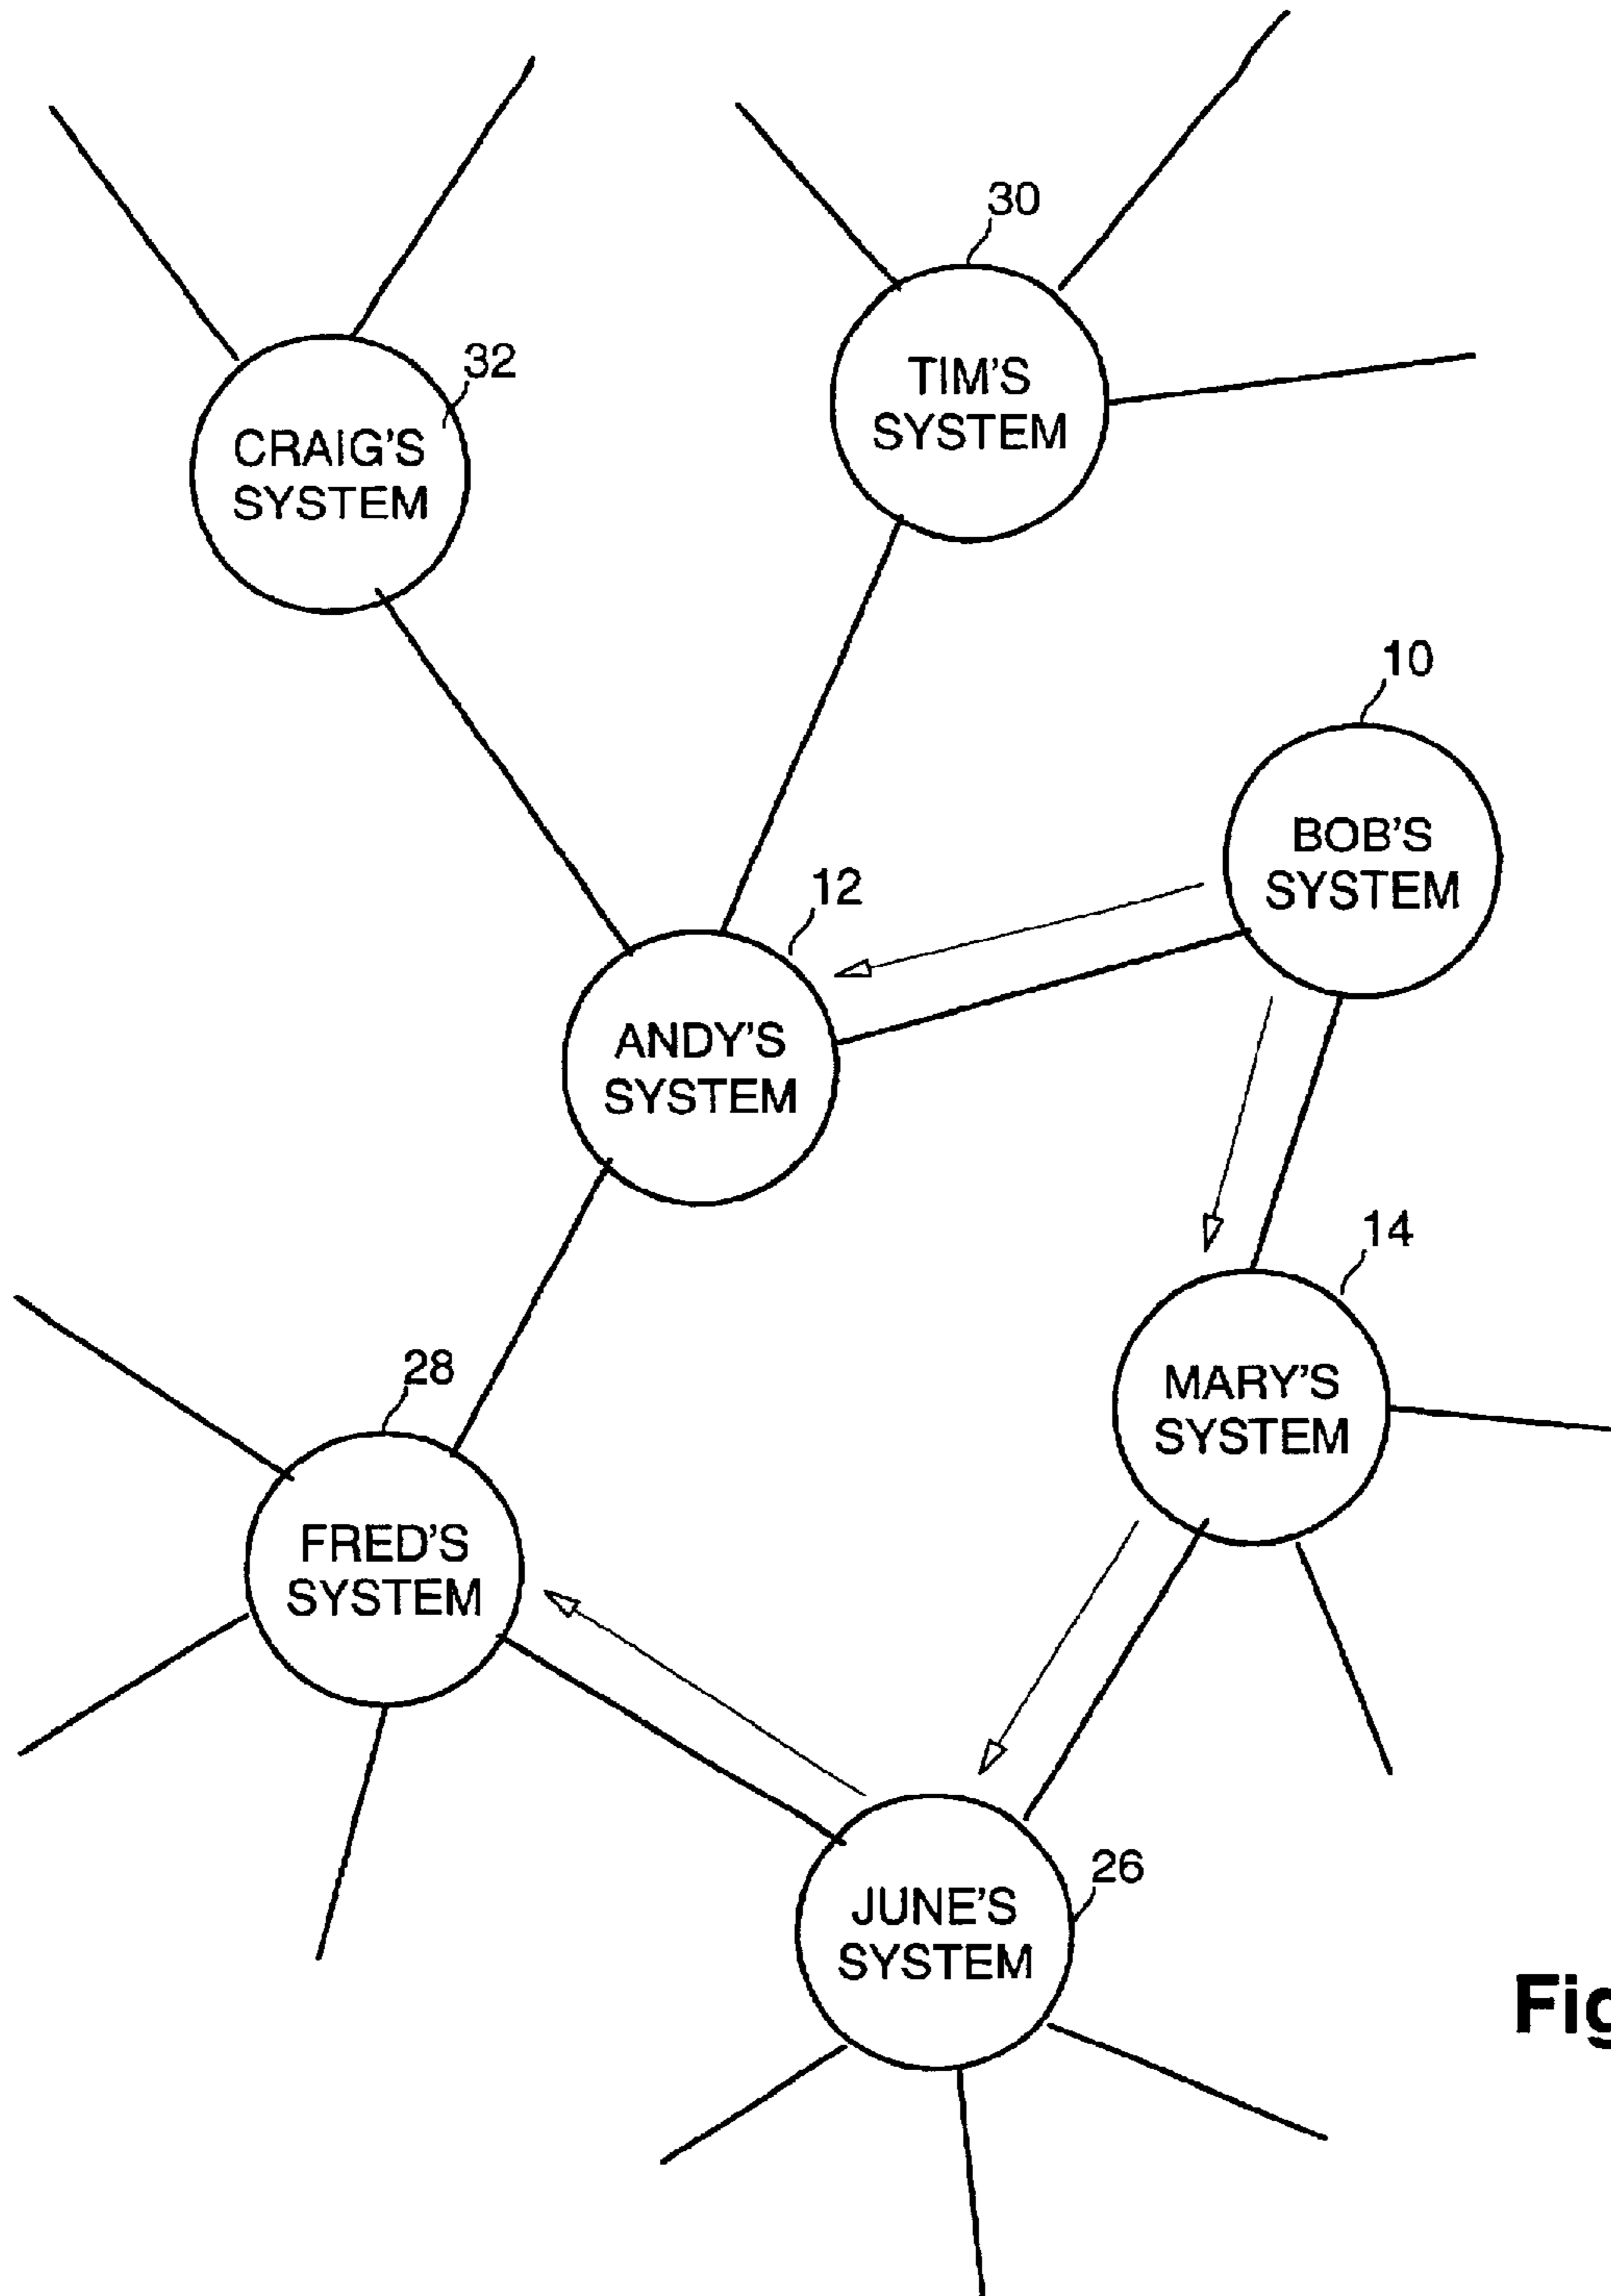 30
32
TIM'S
SYSTEM
CRAIG'S
SYSTEM
10
BOB'S
SYSTEM
12
ANDY'S
SYSTEM
14
MARY'S
SYSTEM
28
FRED'S
SYSTEM
26
JUNE'S
SYSTEM